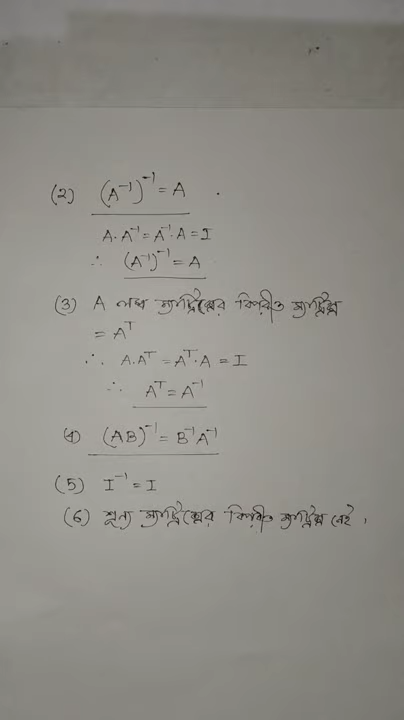 (2) (A⁻¹)⁻¹ = A
A·A⁻¹ = A⁻¹·A = I
∴ (A⁻¹)⁻¹ = A
(3) A লম্ব ম্যাট্রিক্সের বিপরীত ম্যাট্রিক্স
= Aᵀ
∴ A·Aᵀ = Aᵀ·A = I
∴ Aᵀ = A⁻¹
(4) (AB)⁻¹ = B⁻¹A⁻¹
(5) I⁻¹ = I
(6) শূন্য ম্যাট্রিক্সের বিপরীত ম্যাট্রিক্স নেই।